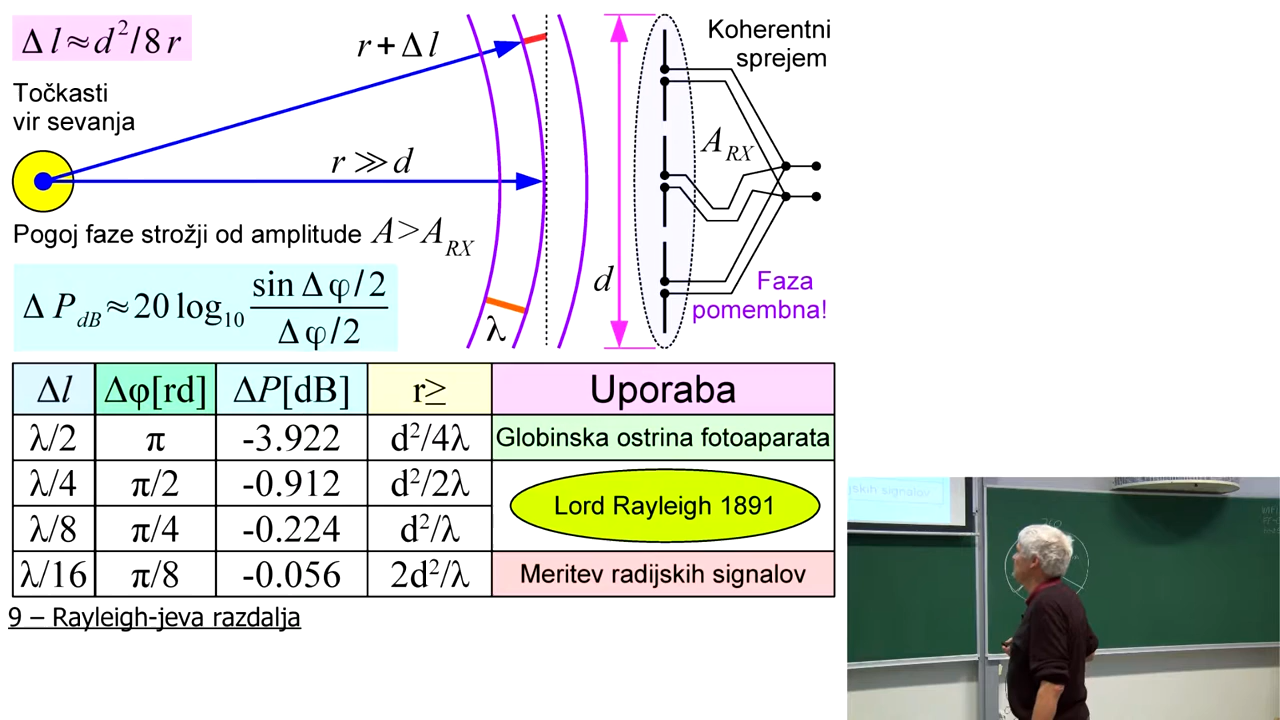 Δl≈d²/8r
Točkasti
vir sevanja
r+Δl
r≫d
Pogoj faze strožji od amplitude A>A_RX
ΔP_dB≈20log₁₀ (sin Δφ/2)/(Δφ/2)
λ
d
A_RX
Koherentni
sprejem
Faza
pomembna!
Δl Δφ[rd] ΔP[dB] r≥ Uporaba
λ/2 π -3.922 d²/4λ Globinska ostrina fotoaparata
λ/4 π/2 -0.912 d²/2λ
Lord Rayleigh 1891
λ/8 π/4 -0.224 d²/λ
λ/16 π/8 -0.056 2d²/λ Meritev radijskih signalov
9 – Rayleigh-jeva razdalja
jskih signalov